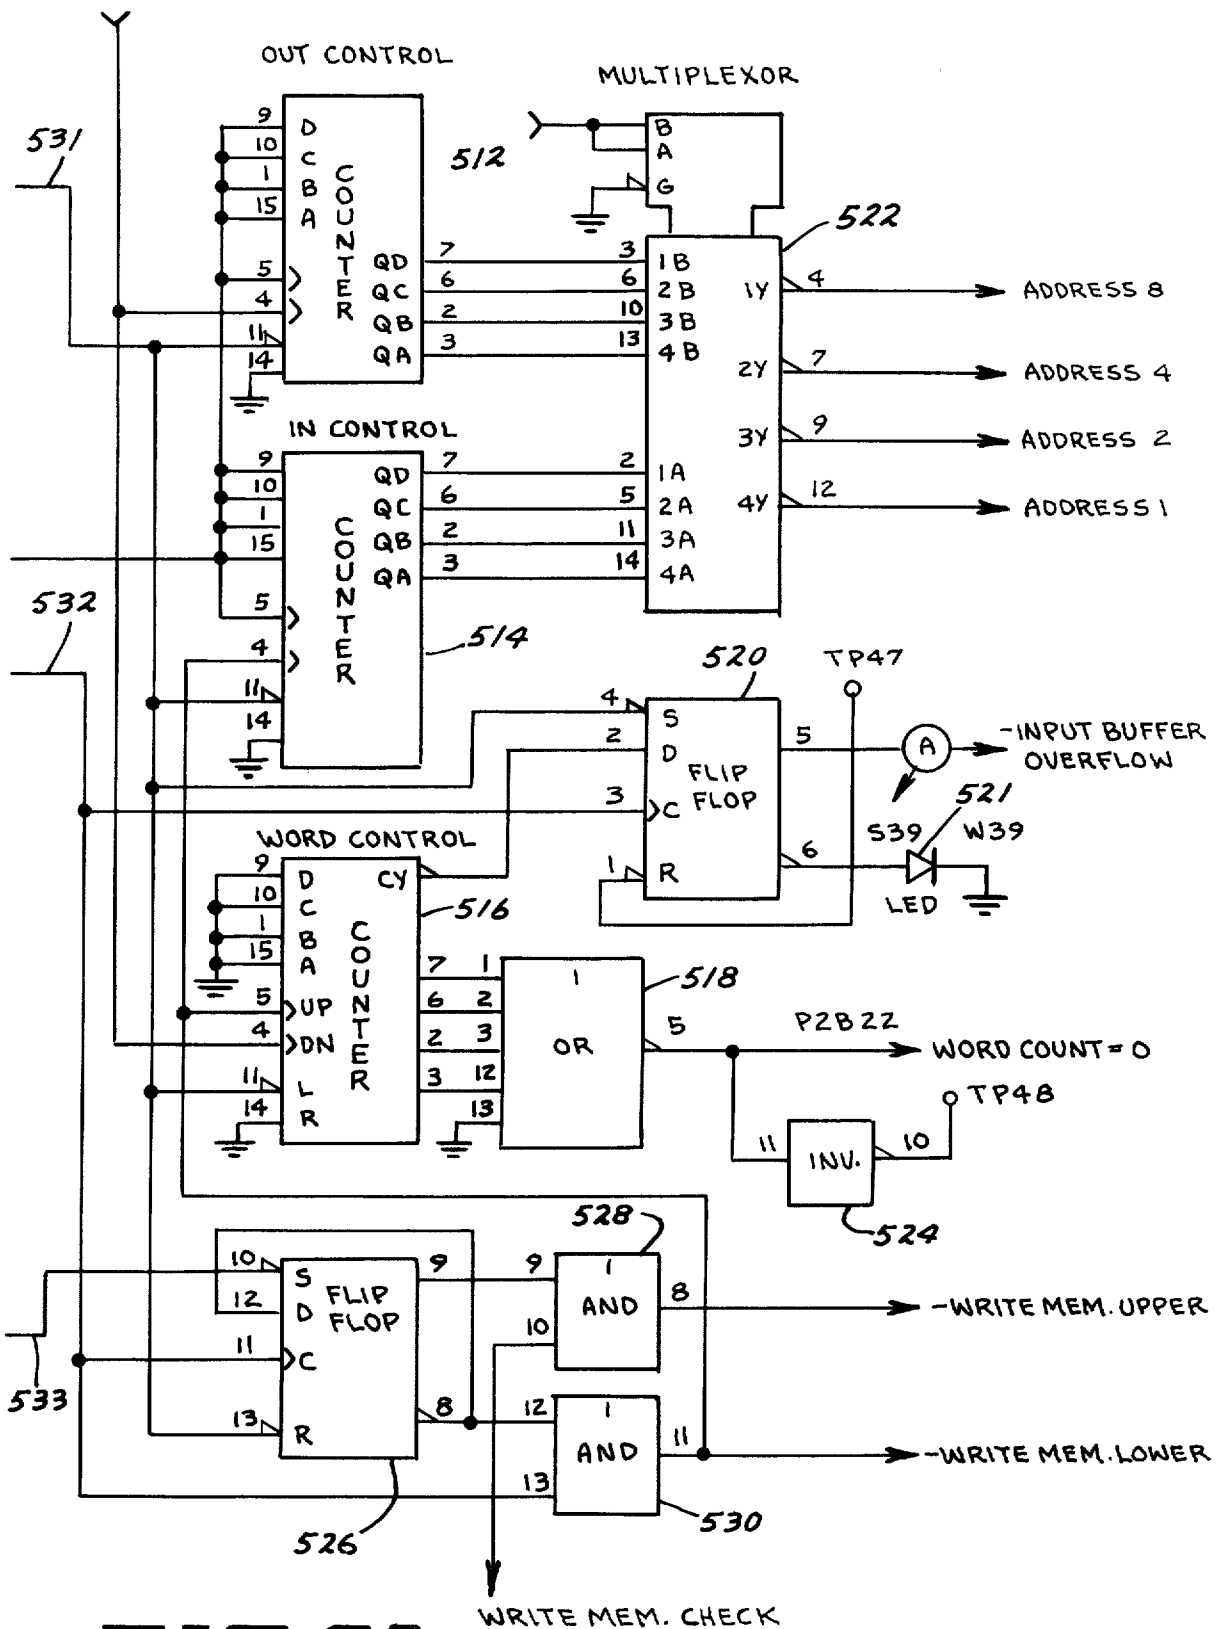 OUT CONTROL
MULTIPLEXOR
531
9 D
10 C
1 B
15 A
5
4
11
14
COUNTER
QD 7
QC 6
QB 2
QA 3
512
B
A
G
522
3 1B
6 2B
10 3B
13 4B
2 1A
5 2A
11 3A
14 4A
1Y 4 ADDRESS 8
2Y 7 ADDRESS 4
3Y 9 ADDRESS 2
4Y 12 ADDRESS 1
IN CONTROL
9
10
1
15
5
4
11
14
COUNTER
QD 7
QC 6
QB 2
QA 3
514
532
520
TP47
4 S
2 D
3 C
1 R
FLIP
FLOP
5
6
A
-INPUT BUFFER
OVERFLOW
521
S39 W39
LED
WORD CONTROL
9 D
10 C
1 B
15 A
5 UP
4 DN
11 L
14 R
COUNTER
CY
516
7 1
6 2
2 3
3 12
13
1
OR
518
5
P2B22
WORD COUNT = 0
TP48
11 INV. 10
524
528
10 S
12 D
11 C
13 R
FLIP
FLOP
9
8
526
533
9
10
1
AND
8
-WRITE MEM. UPPER
12
13
1
AND
11
-WRITE MEM. LOWER
530
WRITE MEM. CHECK